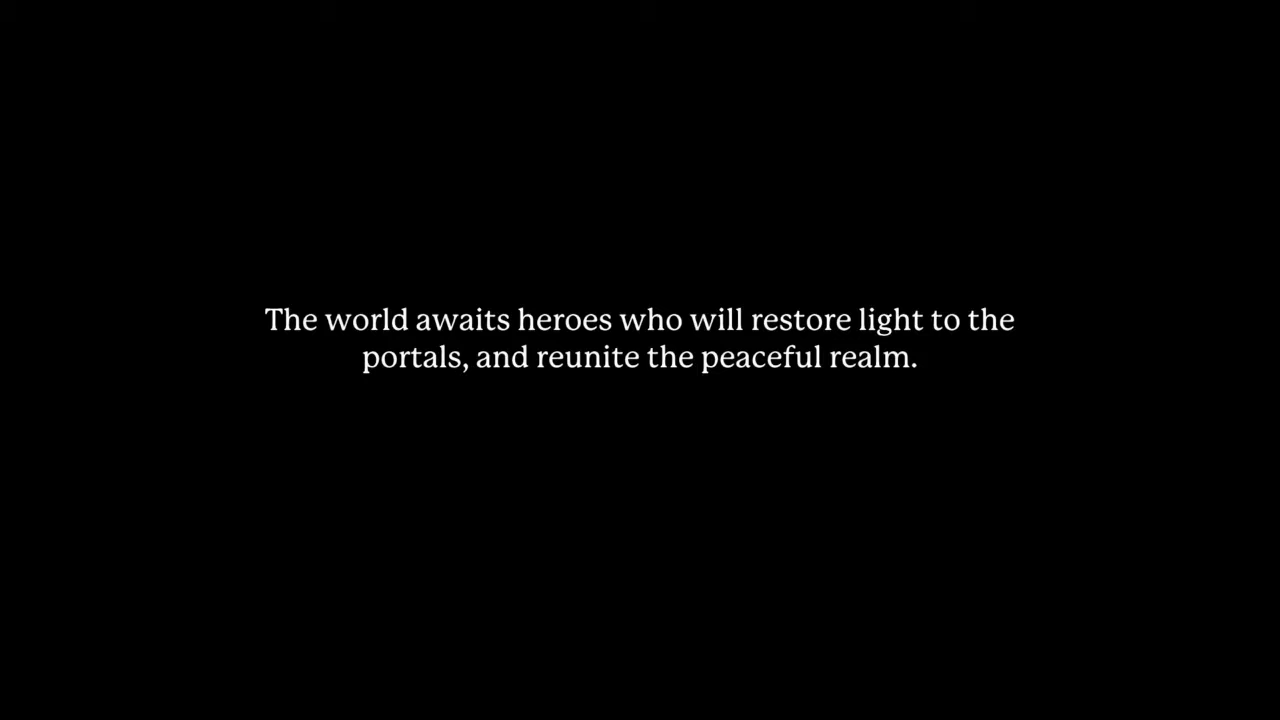 The world awaits heroes who will restore light to the
portals, and reunite the peaceful realm.